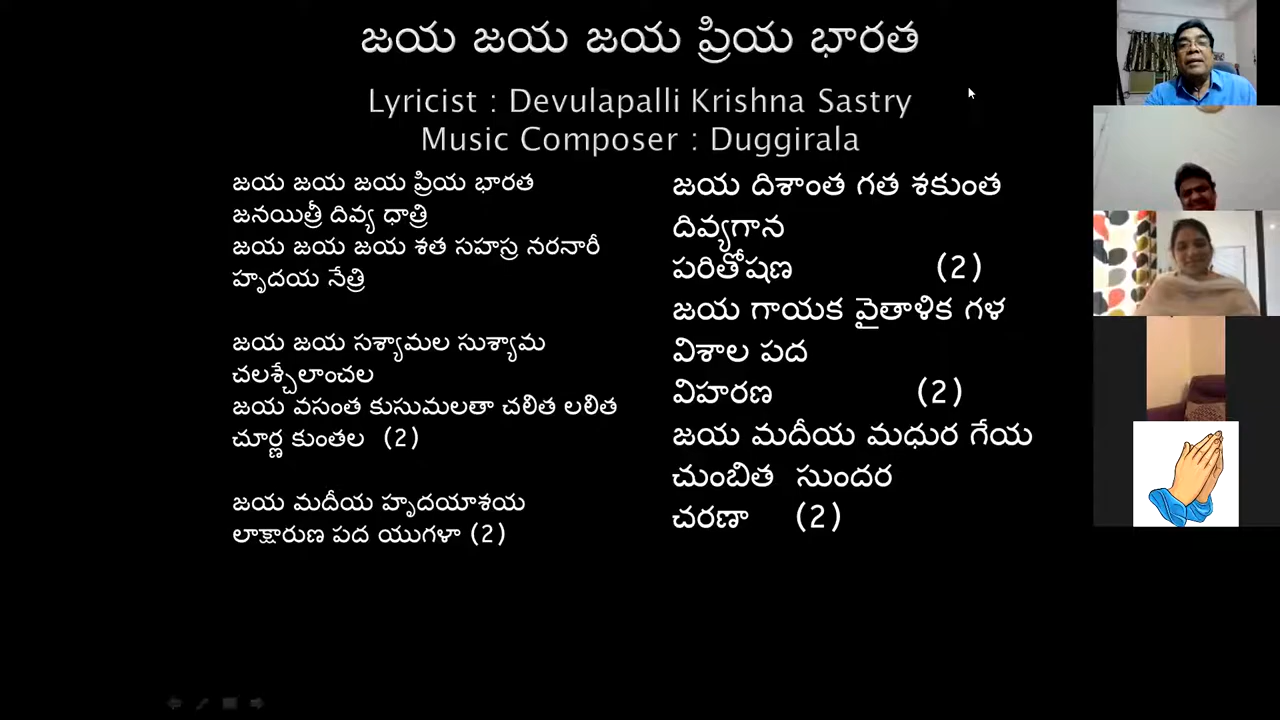 జయ జయ జయ ప్రియ భారత
Lyricist : Devulapalli Krishna Sastry
Music Composer : Duggirala
జయ జయ జయ ప్రియ భారత
జనయిత్రీ దివ్య ధాత్రి
జయ జయ జయ శత సహస్ర నరనారీ
హృదయ నేత్రి
జయ జయ సశ్యామల సుశ్యామ
చలశ్చేలాంచల
జయ వసంత కుసుమలతా చలిత లలిత
చూర్ణ కుంతల (2)
జయ మదీయ హృదయాశయ
లాక్షారుణ పద యుగళా (2)
జయ దిశాంత గత శకుంత
దివ్యగాన
పరితోషణ (2)
జయ గాయక వైతాళిక గళ
విశాల పద
విహరణ (2)
జయ మదీయ మధుర గేయ
చుంబిత సుందర
చరణా (2)